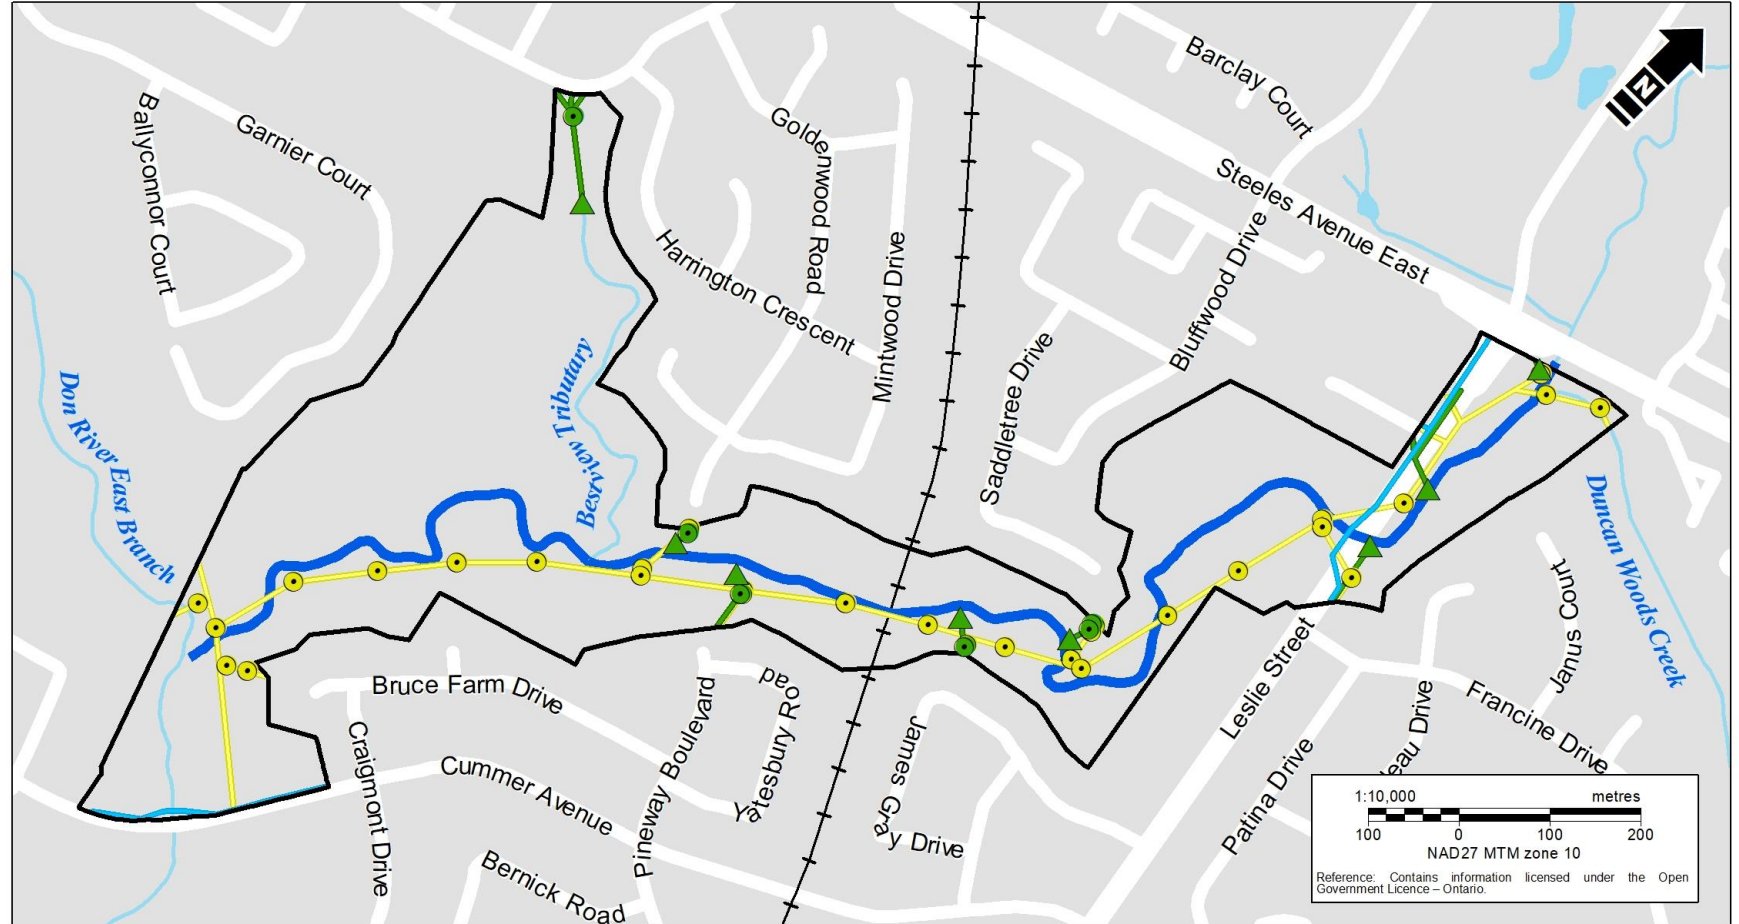 Barclay Court
Ballyconnor Court
Garnier Court
Goldenwood Road
N
Steeles Avenue East
Harrington Crescent
Mintwood Drive
Bluffwood Drive
Saddletree Drive
Don River East Branch
Bestview Tributary
Duncan Woods Creek
Janus Court
Leslie Street
Bruce Farm Drive
Francine Drive
Craigmont Drive
Pineway Boulevard
Yatesbury Road
James Gray Drive
Cummer Avenue
Patina Drive
leau Drive
Bernick Road
1:10,000 metres
100 0 100 200
NAD27 MTM zone 10
Reference: Contains information licensed under the Open
Government Licence – Ontario.